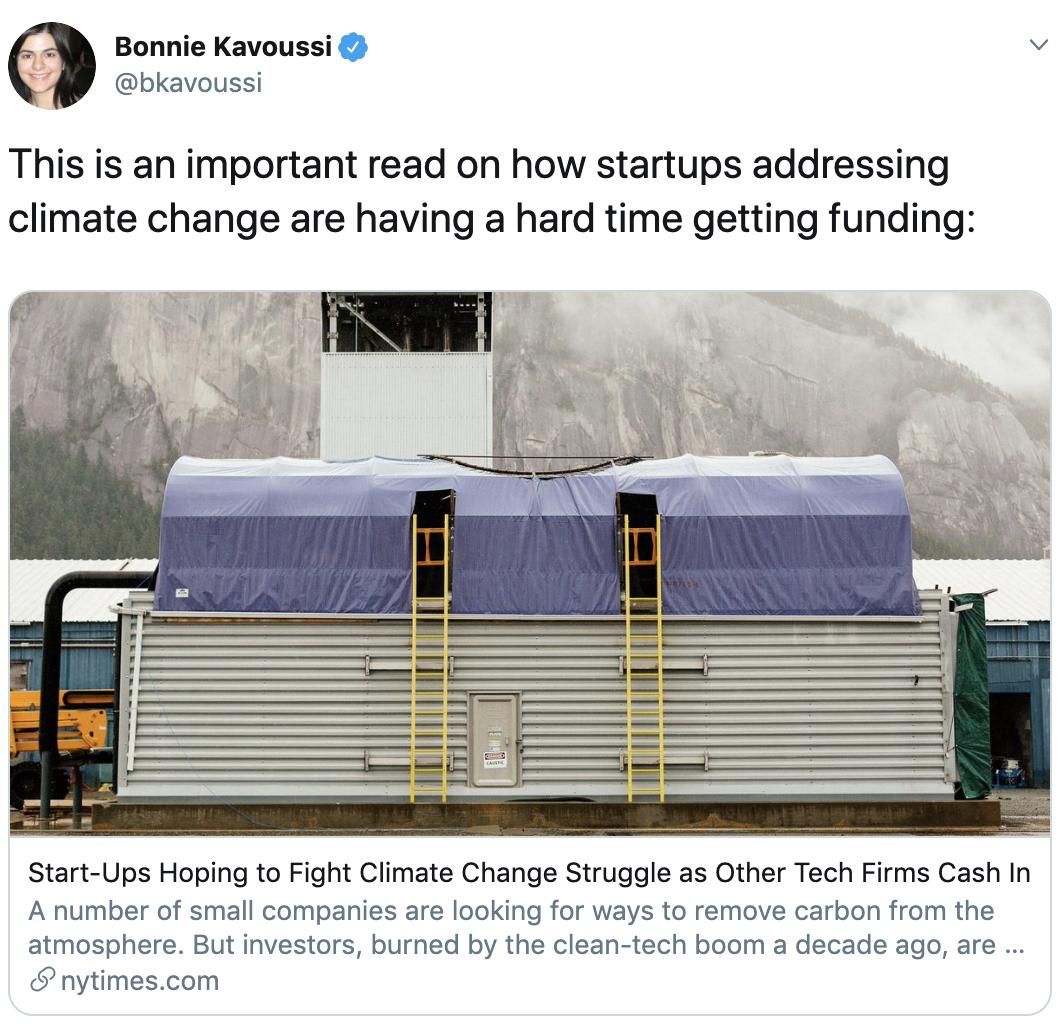 Bonnie Kavoussi
@bkavoussi
This is an important read on how startups addressing
climate change are having a hard time getting funding:
CAUSTIC
Start-Ups Hoping to Fight Climate Change Struggle as Other Tech Firms Cash In
A number of small companies are looking for ways to remove carbon from the
atmosphere. But investors, burned by the clean-tech boom a decade ago, are ...
nytimes.com